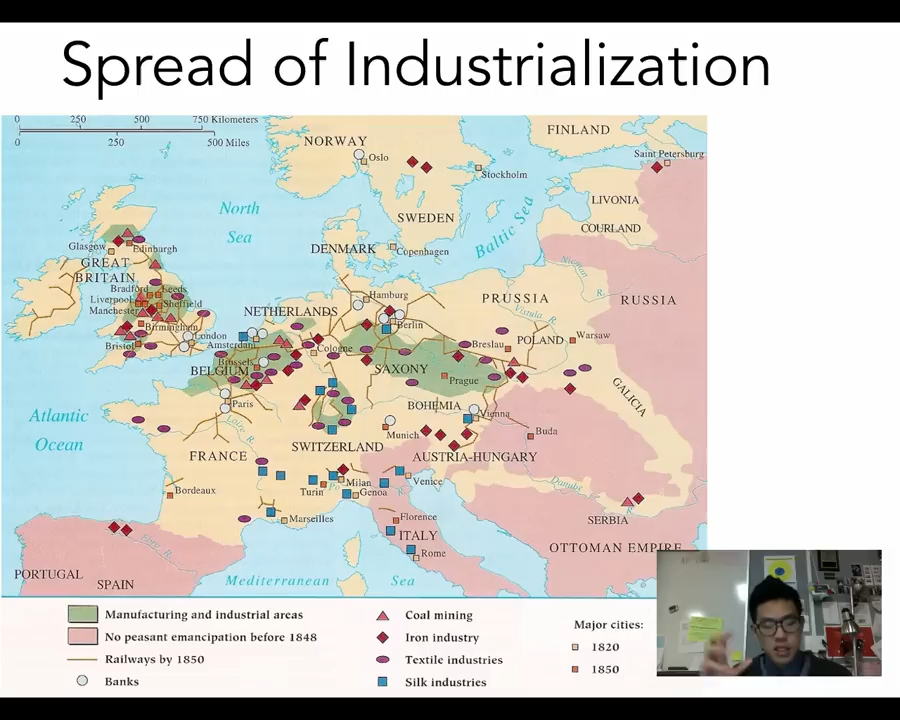 Spread of Industrialization
0 250 500 750 Kilometers
0 250 500 Miles
NORWAY
FINLAND
Oslo
Saint Petersburg
Stockholm
North
Sea
SWEDEN
Baltic Sea
LIVONIA
COURLAND
DENMARK
Copenhagen
Glasgow
Edinburgh
GREAT
BRITAIN
Bradford
Leeds
Liverpool
Sheffield
Manchester
Birmingham
Bristol
London
NETHERLANDS
Amsterdam
Hamburg
Berlin
PRUSSIA
RUSSIA
Vistula R.
POLAND
Warsaw
Breslau
Brussels
BELGIUM
Cologne
SAXONY
Prague
GALICIA
Atlantic
Ocean
Paris
Loire R.
BOHEMIA
Munich
Vienna
Buda
FRANCE
SWITZERLAND
AUSTRIA-HUNGARY
Bordeaux
Turin
Po
R.
Milan
Genoa
Venice
Danube
R.
SERBIA
Marseilles
Florence
ITALY
Rome
OTTOMAN EMPIRE
PORTUGAL
SPAIN
Ebro R.
Mediterranean Sea
Manufacturing and industrial areas
No peasant emancipation before 1848
Railways by 1850
Banks
Coal mining
Iron industry
Textile industries
Silk industries
Major cities:
1820
1850